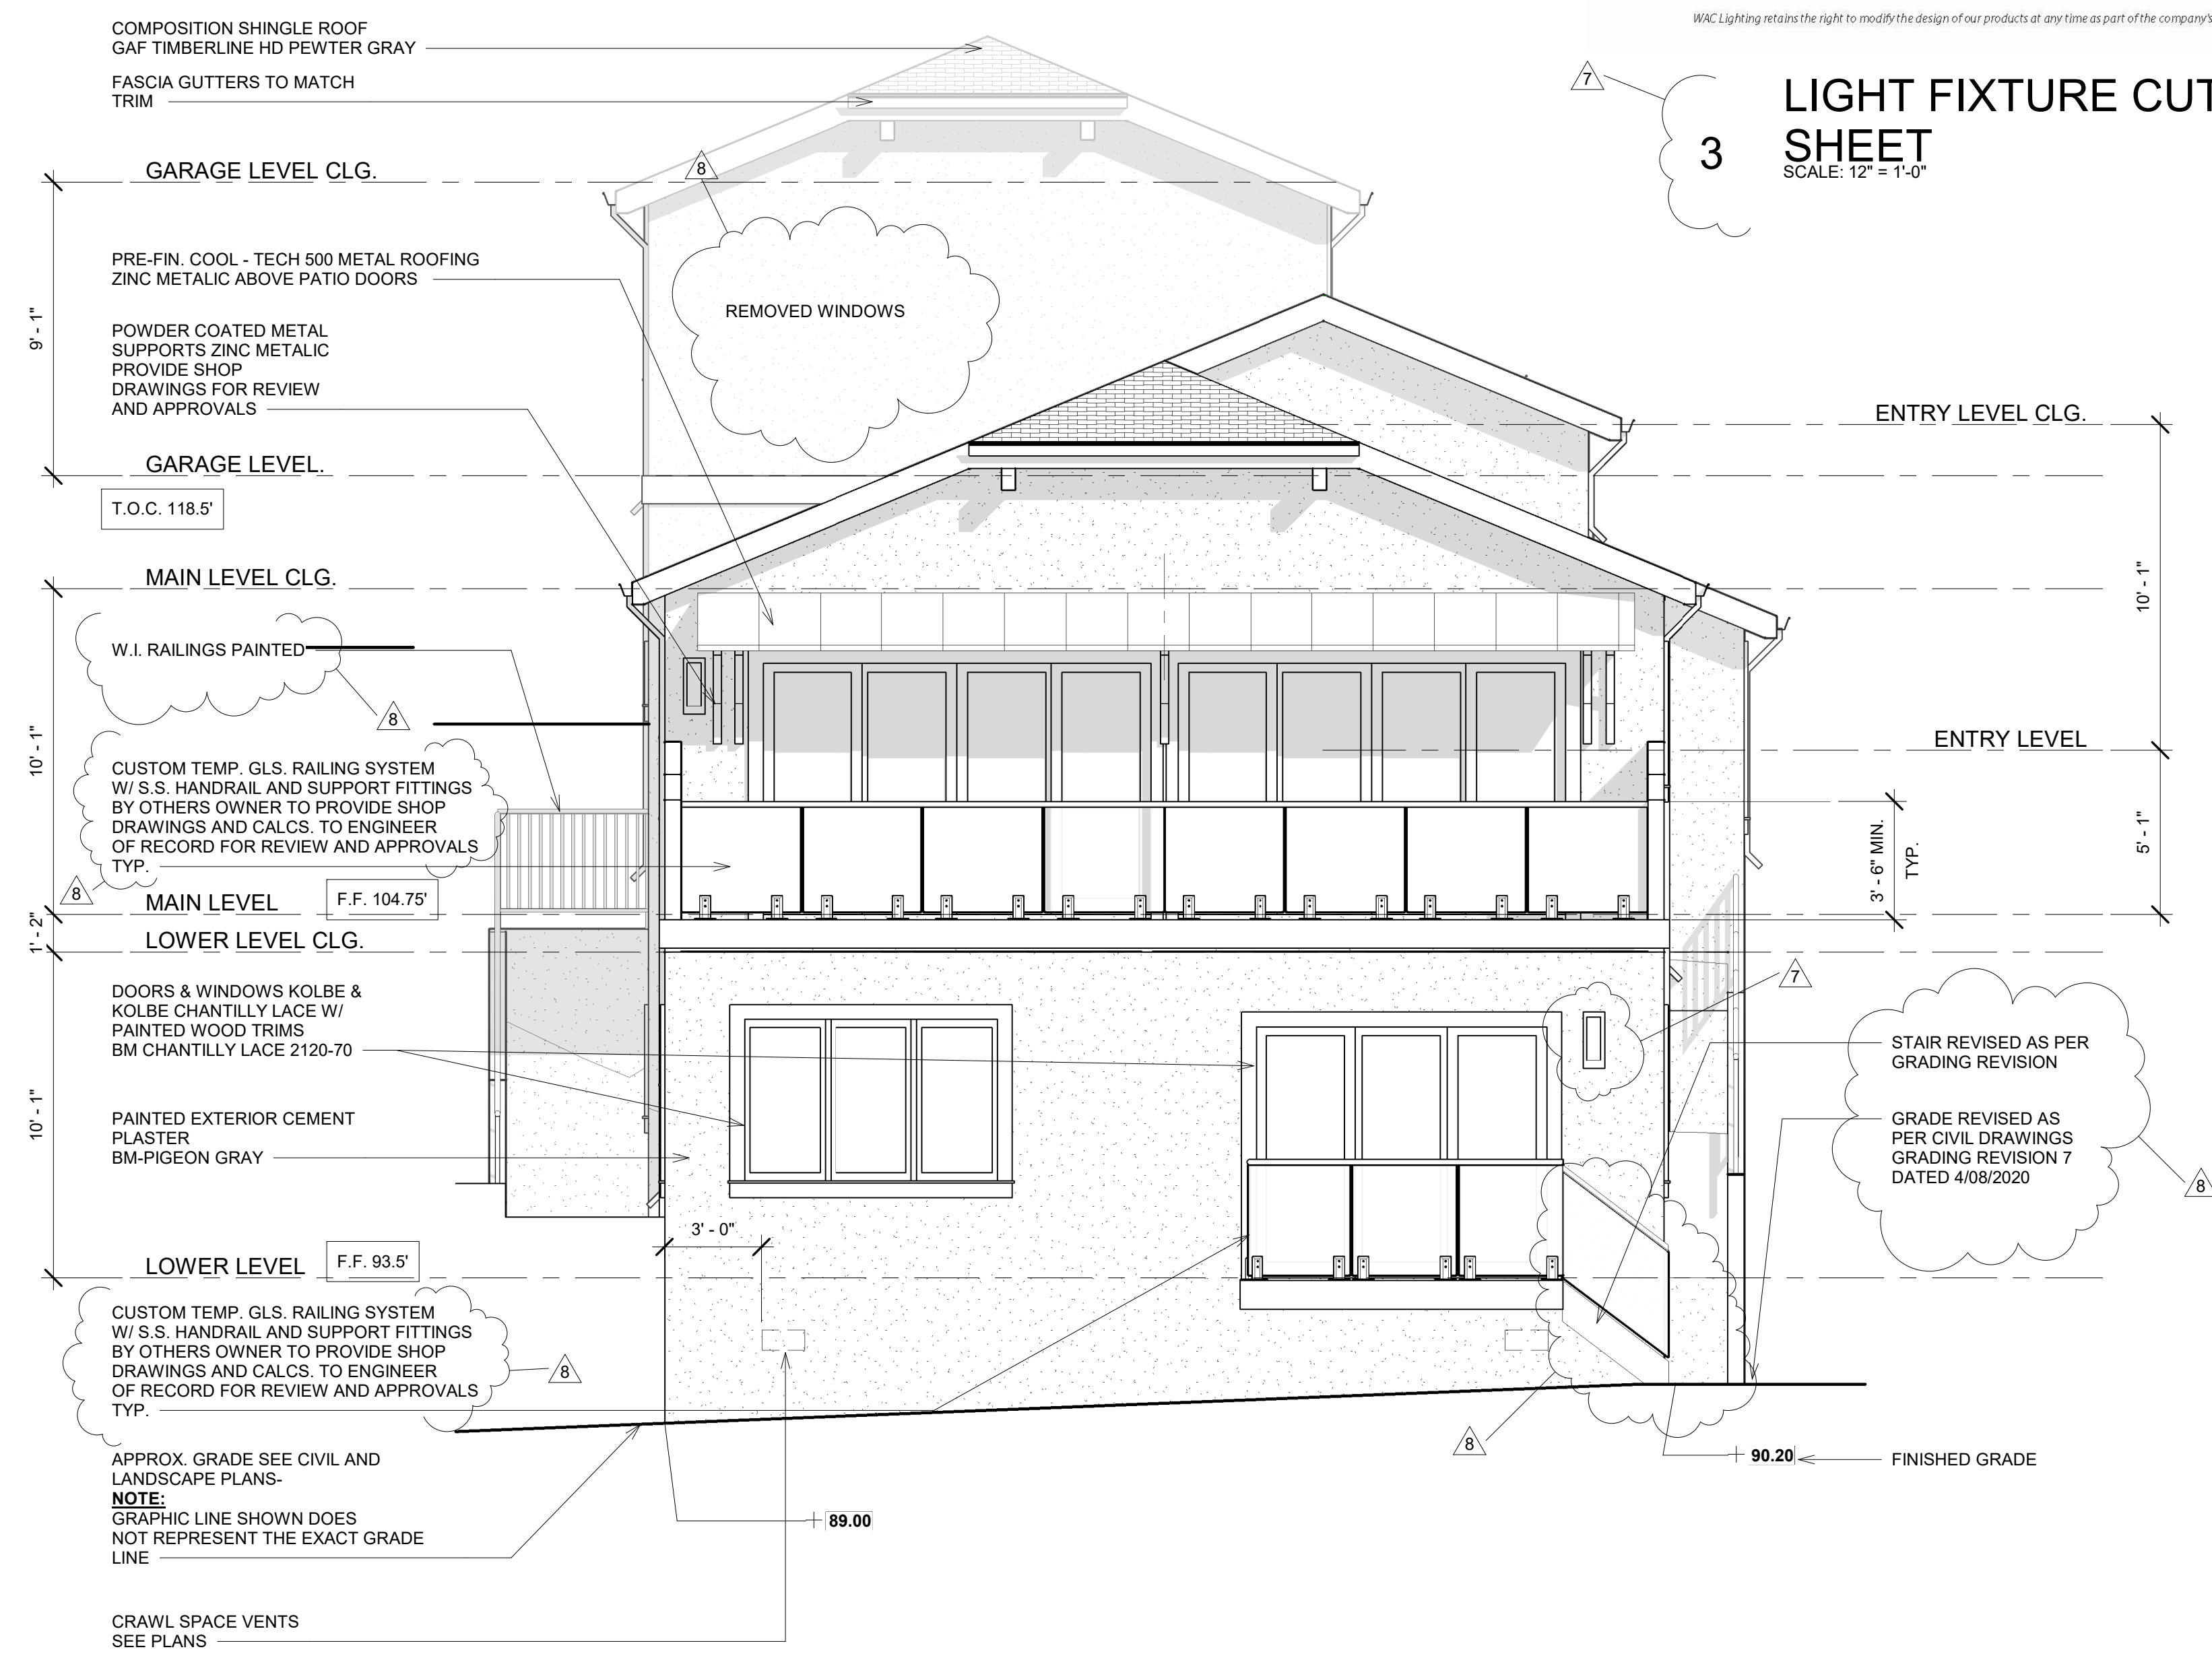 WAC Lighting retains the right to modify the design of our products at any time as part of the company's
COMPOSITION SHINGLE ROOF
GAF TIMBERLINE HD PEWTER GRAY
FASCIA GUTTERS TO MATCH
TRIM
7
3
LIGHT FIXTURE CUT
SHEET
SCALE: 12" = 1'-0"
GARAGE LEVEL CLG.
8
9' - 1"
PRE-FIN. COOL - TECH 500 METAL ROOFING
ZINC METALIC ABOVE PATIO DOORS
REMOVED WINDOWS
POWDER COATED METAL
SUPPORTS ZINC METALIC
PROVIDE SHOP
DRAWINGS FOR REVIEW
AND APPROVALS
ENTRY LEVEL CLG.
GARAGE LEVEL.
T.O.C. 118.5'
MAIN LEVEL CLG.
10' - 1"
W.I. RAILINGS PAINTED
8
10' - 1"
ENTRY LEVEL
CUSTOM TEMP. GLS. RAILING SYSTEM
W/ S.S. HANDRAIL AND SUPPORT FITTINGS
BY OTHERS OWNER TO PROVIDE SHOP
DRAWINGS AND CALCS. TO ENGINEER
OF RECORD FOR REVIEW AND APPROVALS
TYP.
3' - 6" MIN.
TYP.
5' - 1"
8
MAIN LEVEL
F.F. 104.75'
1' - 2"
LOWER LEVEL CLG.
7
DOORS & WINDOWS KOLBE &
KOLBE CHANTILLY LACE W/
PAINTED WOOD TRIMS
BM CHANTILLY LACE 2120-70
STAIR REVISED AS PER
GRADING REVISION
10' - 1"
PAINTED EXTERIOR CEMENT
PLASTER
BM-PIGEON GRAY
GRADE REVISED AS
PER CIVIL DRAWINGS
GRADING REVISION 7
DATED 4/08/2020
8
3' - 0"
LOWER LEVEL
F.F. 93.5'
CUSTOM TEMP. GLS. RAILING SYSTEM
W/ S.S. HANDRAIL AND SUPPORT FITTINGS
BY OTHERS OWNER TO PROVIDE SHOP
DRAWINGS AND CALCS. TO ENGINEER
OF RECORD FOR REVIEW AND APPROVALS
TYP.
8
8
90.20
FINISHED GRADE
APPROX. GRADE SEE CIVIL AND
LANDSCAPE PLANS-
NOTE:
GRAPHIC LINE SHOWN DOES
NOT REPRESENT THE EXACT GRADE
LINE
89.00
CRAWL SPACE VENTS
SEE PLANS